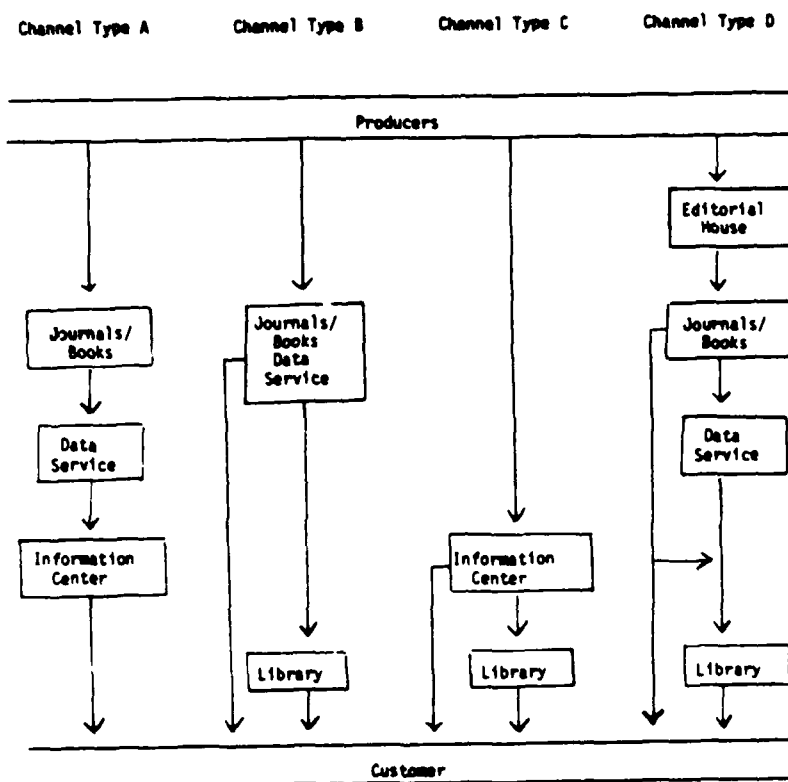 Channel Type A Channel Type B Channel Type C Channel Type D
Producers
Editorial
House
Journals/
Books
Journals/
Books
Data
Service
Journals/
Books
Data
Service
Data
Service
Information
Center
Information
Center
Library
Library
Library
Customer